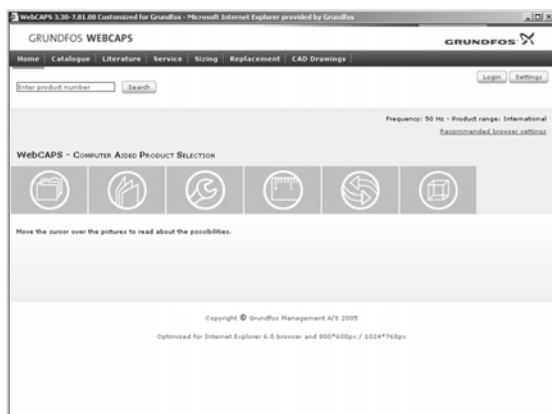 WebCAPS 3.30-7.01.08 Customized for Grundfos - Microsoft Internet Explorer provided by Grundfos
GRUNDFOS WEBCAPS
GRUNDFOS
Home Catalogue Literature Service Sizing Replacement CAD Drawings
Login Settings
Enter product number Search
Frequency: 50 Hz - Product range: International
Recommended browser settings
WebCAPS - Computer Aided Product Selection
Move the cursor over the pictures to read about the possibilities.
Copyright © Grundfos Management A/S 2005
Optimised for Internet Explorer 6.0 browser and 800*600px / 1024*768px